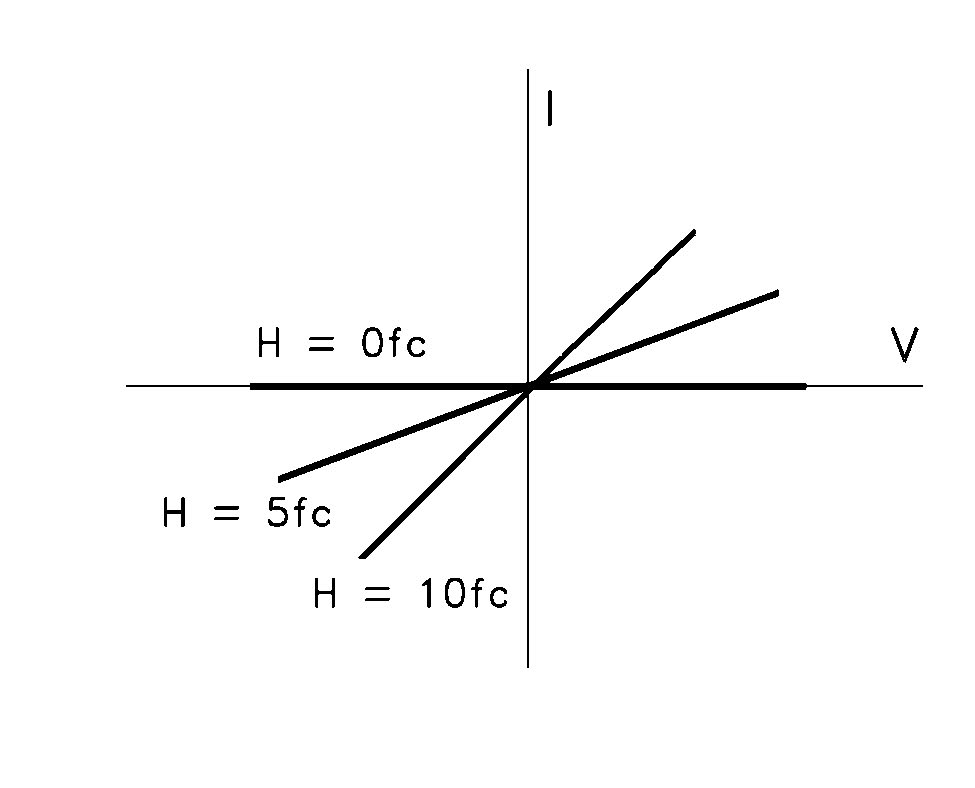 I
H = 0fc
V
H = 5fc
H = 10fc